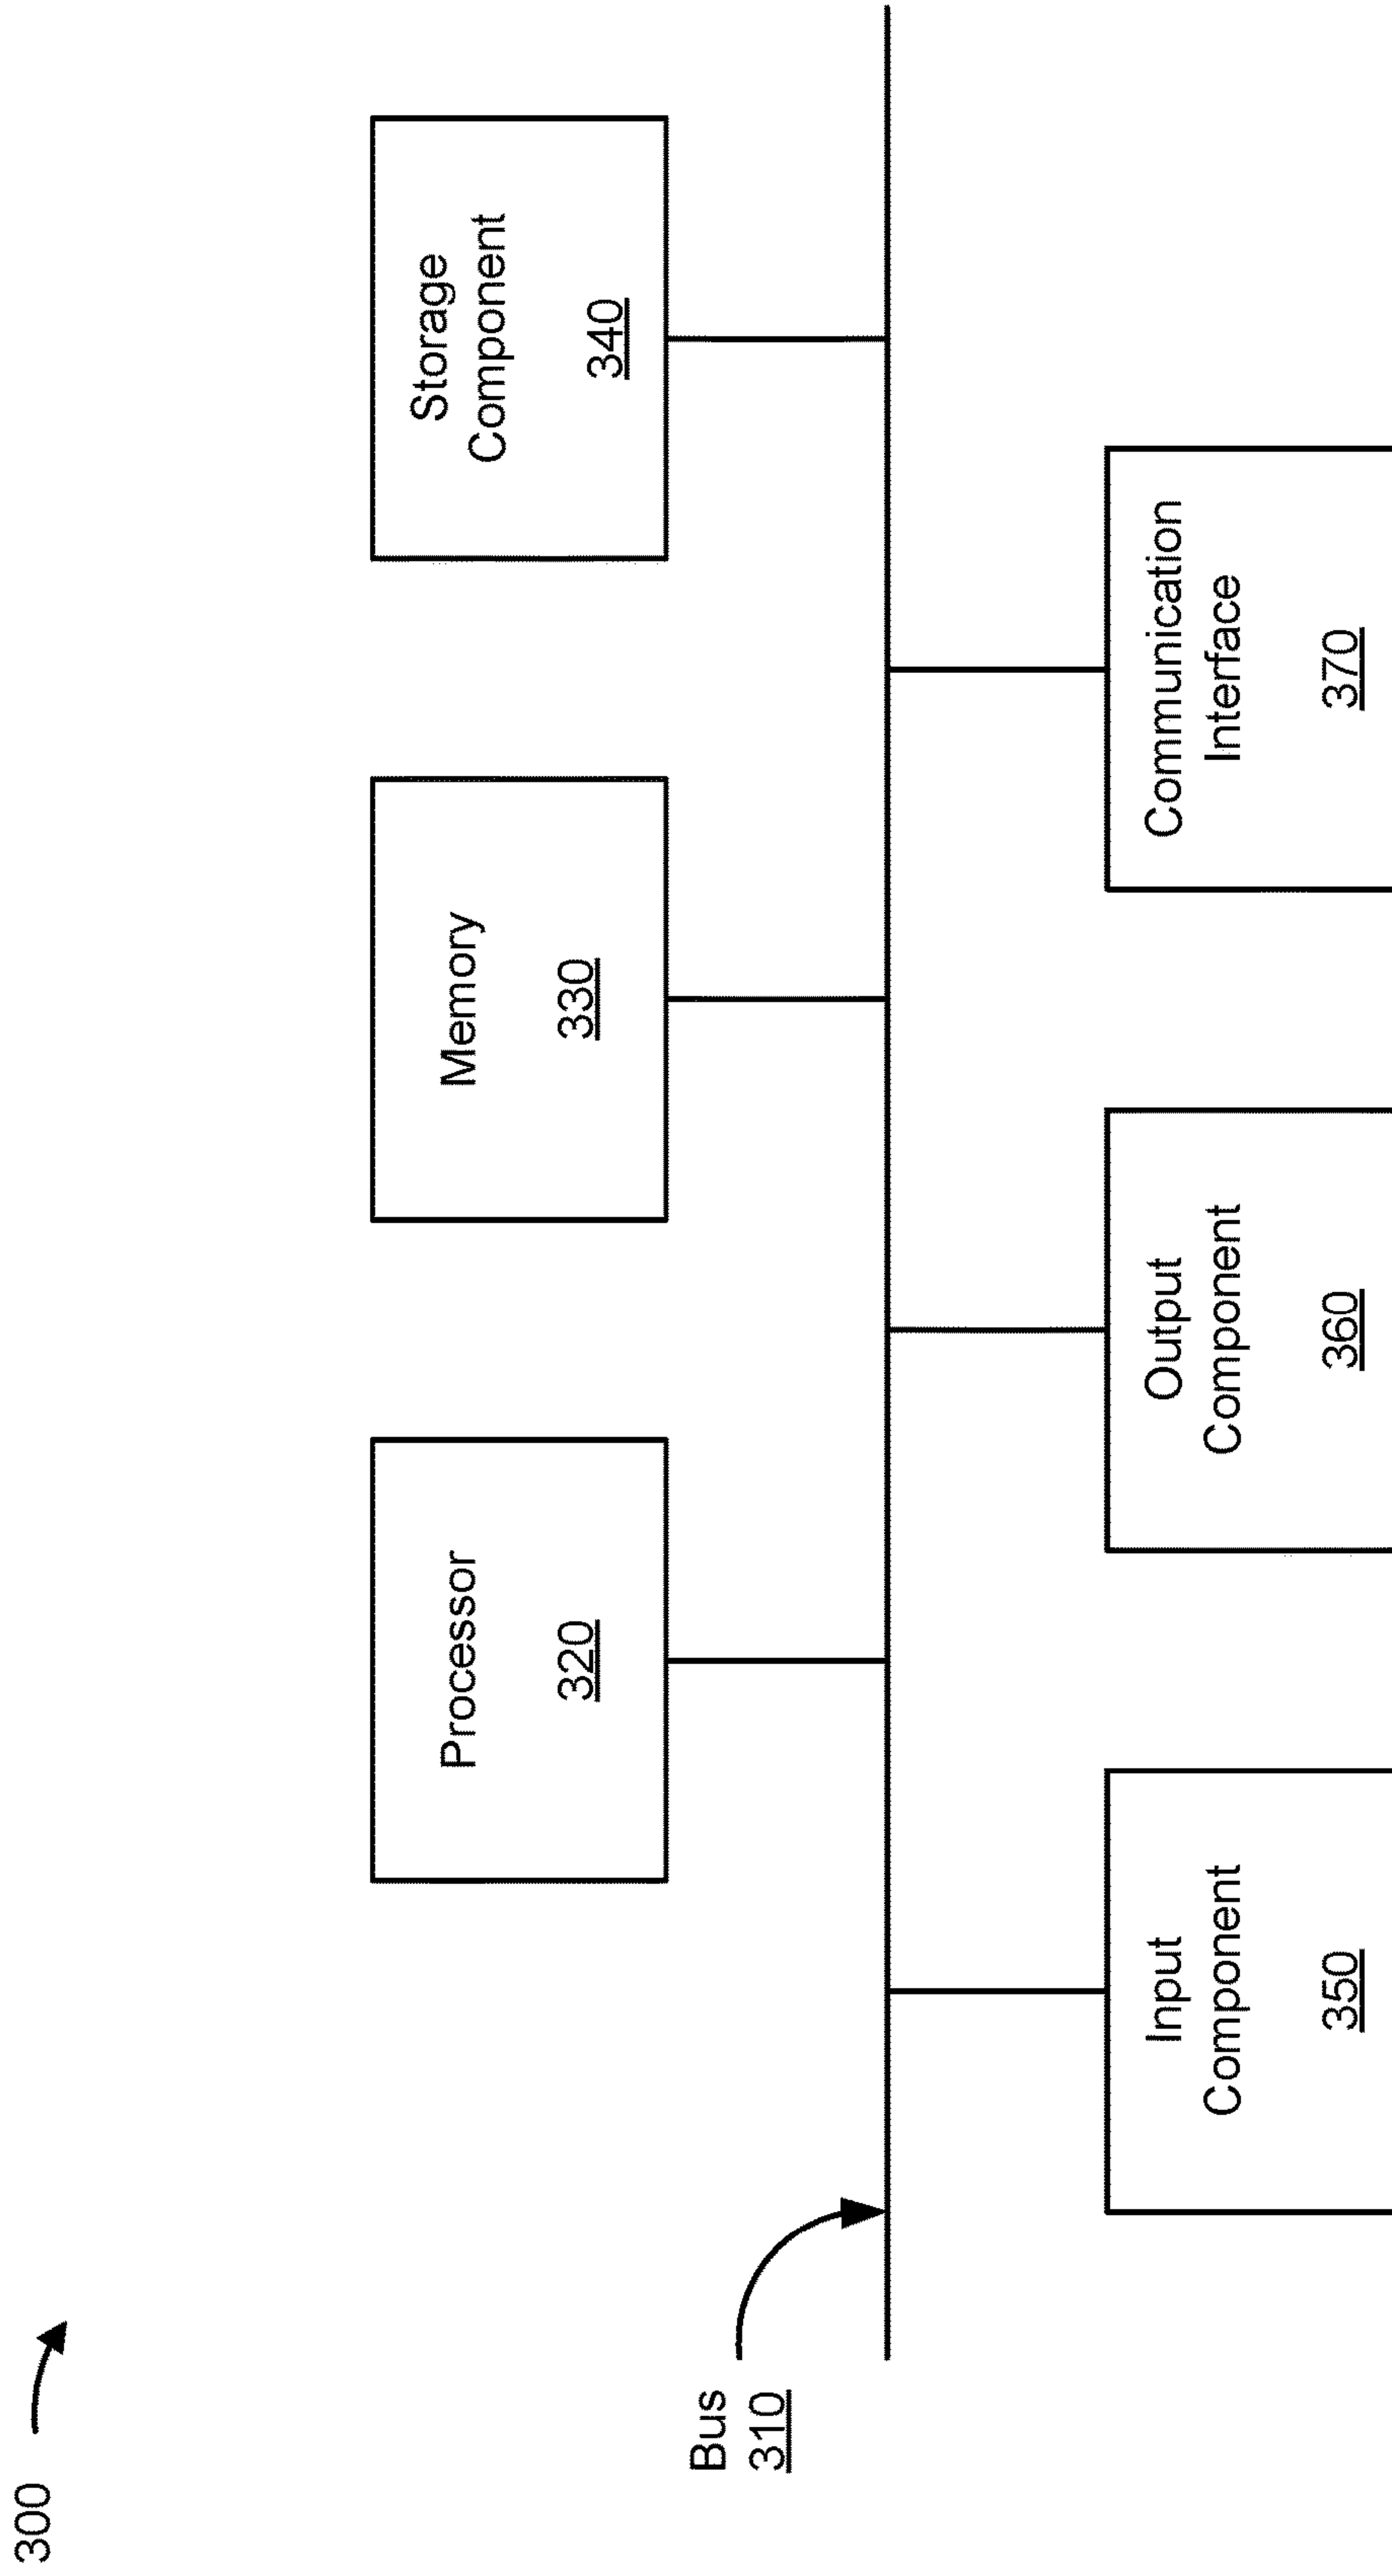 300
Processor
320
Memory
330
Storage
Component
340
Bus
310
Input
Component
350
Output
Component
360
Communication
Interface
370